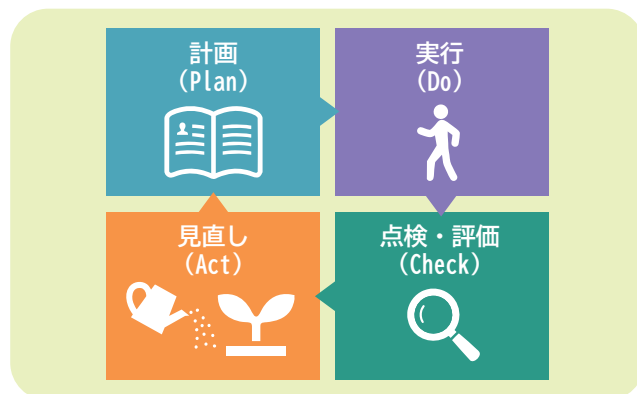 計画
(Plan)
実行
(Do)
見直し
(Act)
点検・評価
(Check)